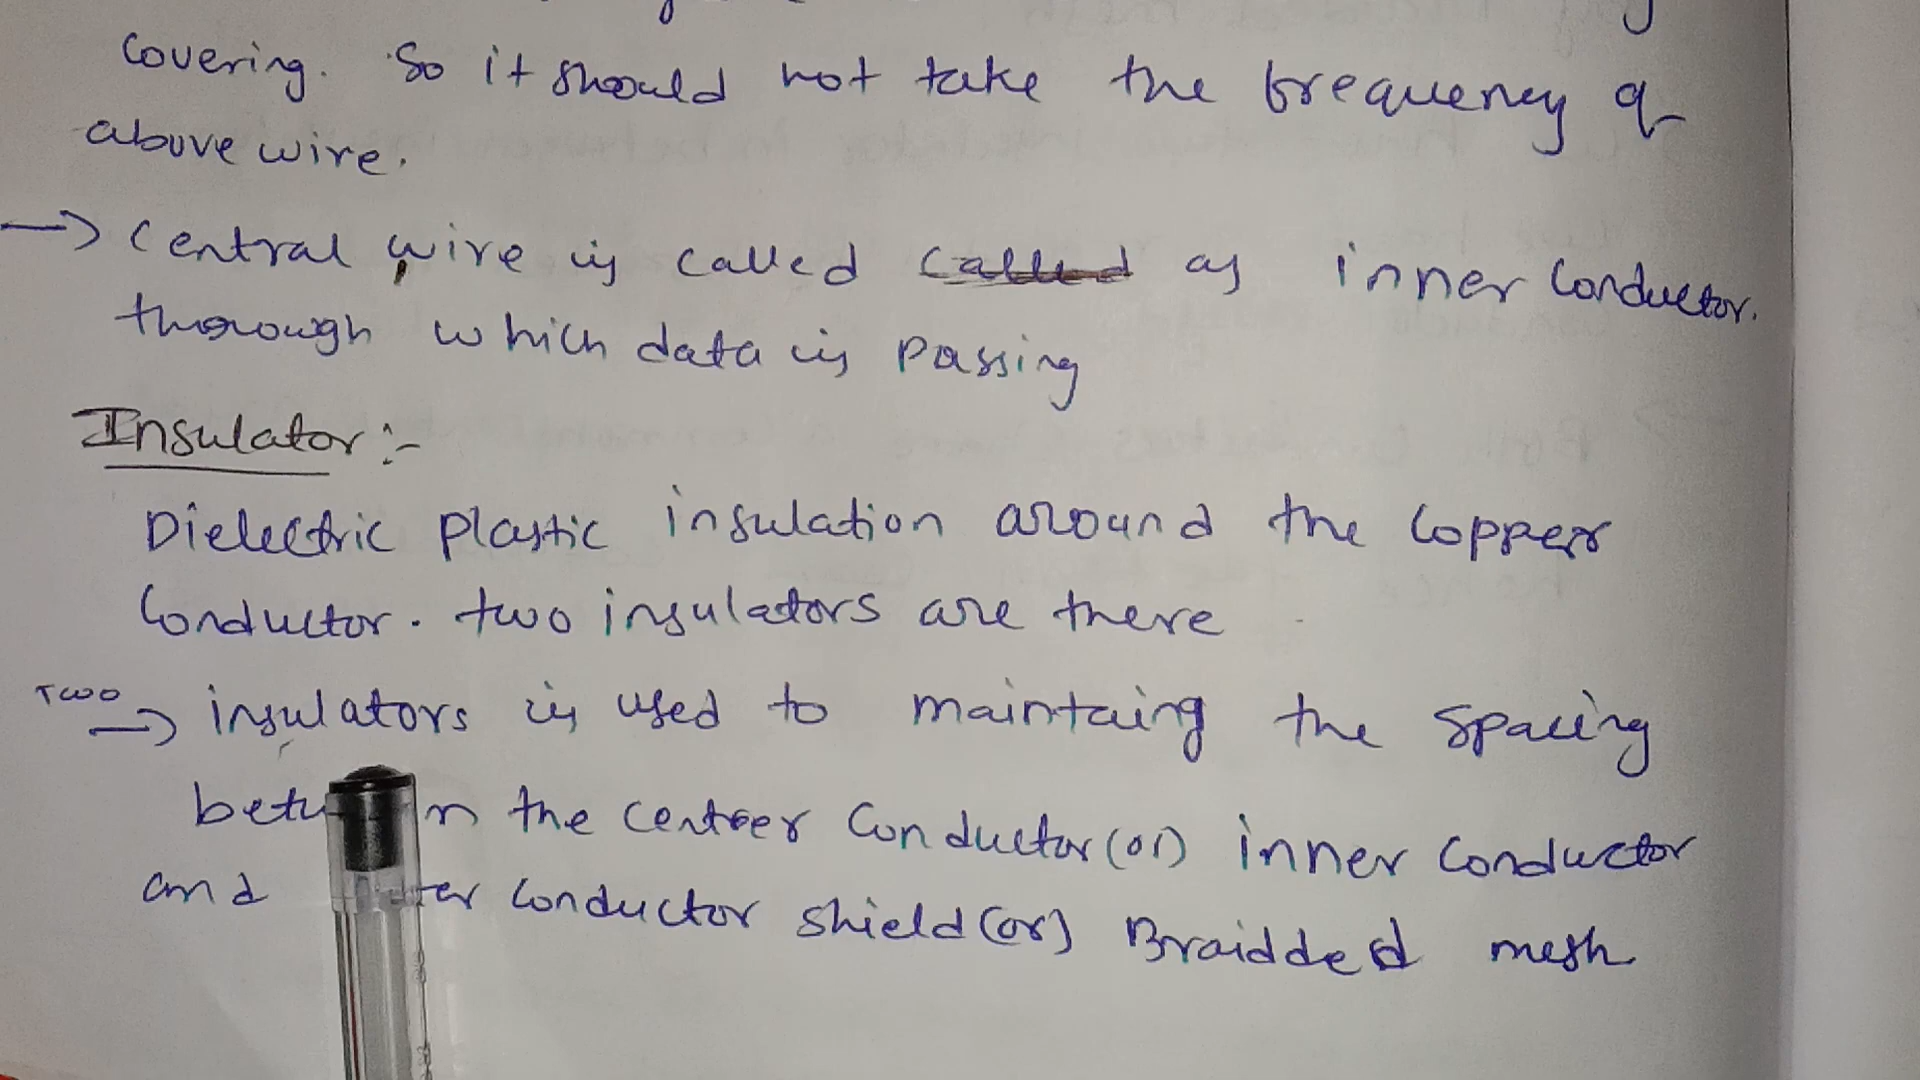 covering. So it should not take the frequency of
above wire.
→ Central wire is called called as inner conductor.
thorough which data is passing
Insulator :-
Dielectric plastic insulation around the copper
conductor. two insulators are there
Two → insulators is used to maintaing the spacing
the center conductor (or) inner conductor
and conductor shield (or) Braidded mesh